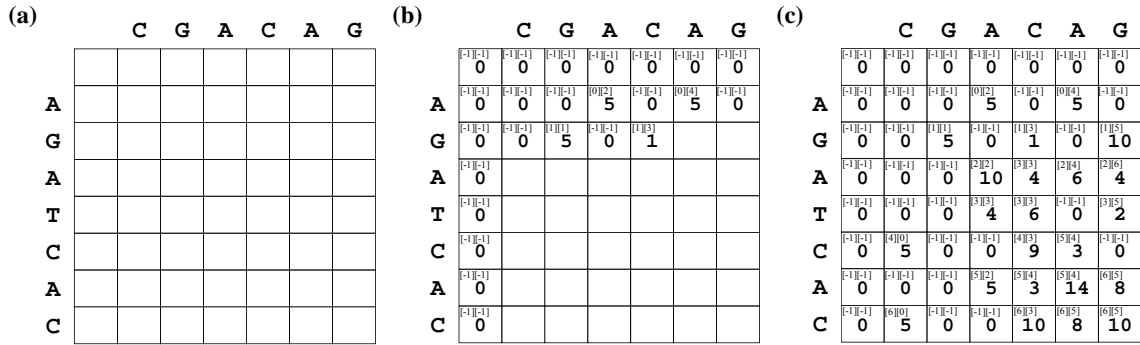 (a)
C G A C A G
A
G
A
T
C
A
C
(b)
C G A C A G
[-1][-1] [-1][-1] [-1][-1] [-1][-1] [-1][-1] [-1][-1] [-1][-1]
0 0 0 0 0 0 0
[-1][-1] [-1][-1] [-1][-1] [0][2] [-1][-1] [0][4] [-1][-1]
A 0 0 0 5 0 5 0
[-1][-1] [-1][-1] [1][1] [-1][-1] [1][3]
G 0 0 5 0 1
[-1][-1]
A 0
[-1][-1]
T 0
[-1][-1]
C 0
[-1][-1]
A 0
[-1][-1]
C 0
(c)
C G A C A G
[-1][-1] [-1][-1] [-1][-1] [-1][-1] [-1][-1] [-1][-1] [-1][-1]
0 0 0 0 0 0 0
[-1][-1] [-1][-1] [-1][-1] [0][2] [-1][-1] [0][4] [-1][-1]
A 0 0 0 5 0 5 0
[-1][-1] [-1][-1] [1][1] [-1][-1] [1][3] [-1][-1] [1][5]
G 0 0 5 0 1 0 10
[-1][-1] [-1][-1] [-1][-1] [2][2] [3][3] [2][4] [2][6]
A 0 0 0 10 4 6 4
[-1][-1] [-1][-1] [-1][-1] [3][3] [3][3] [-1][-1] [3][5]
T 0 0 0 4 6 0 2
[-1][-1] [4][0] [-1][-1] [-1][-1] [4][3] [5][4] [-1][-1]
C 0 5 0 0 9 3 0
[-1][-1] [-1][-1] [-1][-1] [5][2] [5][4] [5][4] [6][5]
A 0 0 0 5 3 14 8
[-1][-1] [6][0] [-1][-1] [-1][-1] [6][3] [6][5] [6][5]
C 0 5 0 0 10 8 10